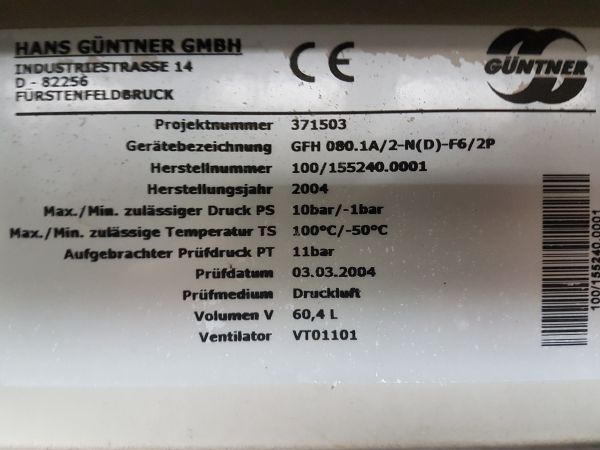 HANS GÜNTNER GMBH
INDUSTRIESTRASSE 14
D - 82256
FÜRSTENFELDBRUCK
CE
GÜNTNER
Projektnummer 371503
Gerätebezeichnung GFH 080.1A/2-N(D)-F6/2P
Herstellnummer 100/155240.0001
Herstellungsjahr 2004
Max./Min. zulässiger Druck PS 10bar/-1bar
Max./Min. zulässige Temperatur TS 100°C/-50°C
Aufgebrachter Prüfdruck PT 11bar
Prüfdatum 03.03.2004
Prüfmedium Druckluft
Volumen V 60,4 L
Ventilator VT01101
100/155240.0001